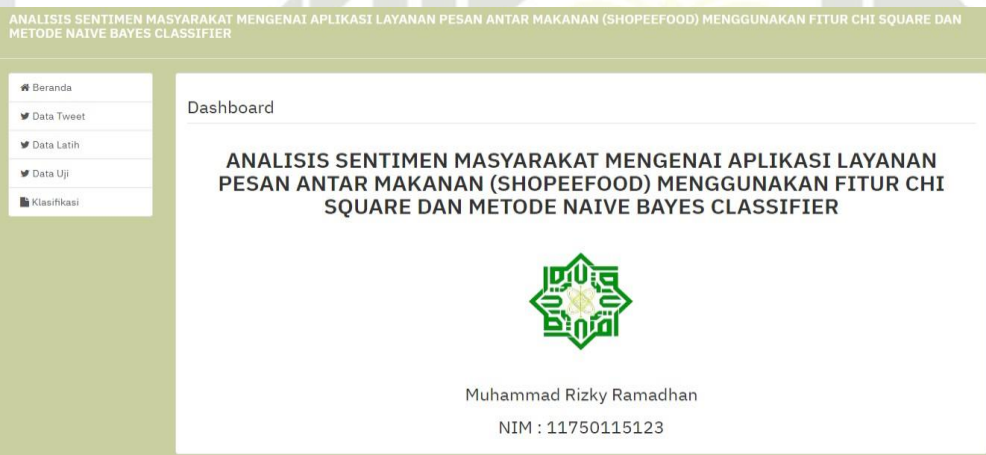 ANALISIS SENTIMEN MASYARAKAT MENGENAI APLIKASI LAYANAN PESAN ANTAR MAKANAN (SHOPEEFOOD) MENGGUNAKAN FITUR CHI SQUARE DAN
METODE NAIVE BAYES CLASSIFIER
Beranda
Data Tweet
Data Latih
Data Uji
Klasifikasi
Dashboard
ANALISIS SENTIMEN MASYARAKAT MENGENAI APLIKASI LAYANAN
PESAN ANTAR MAKANAN (SHOPEEFOOD) MENGGUNAKAN FITUR CHI
SQUARE DAN METODE NAIVE BAYES CLASSIFIER
Muhammad Rizky Ramadhan
NIM : 11750115123